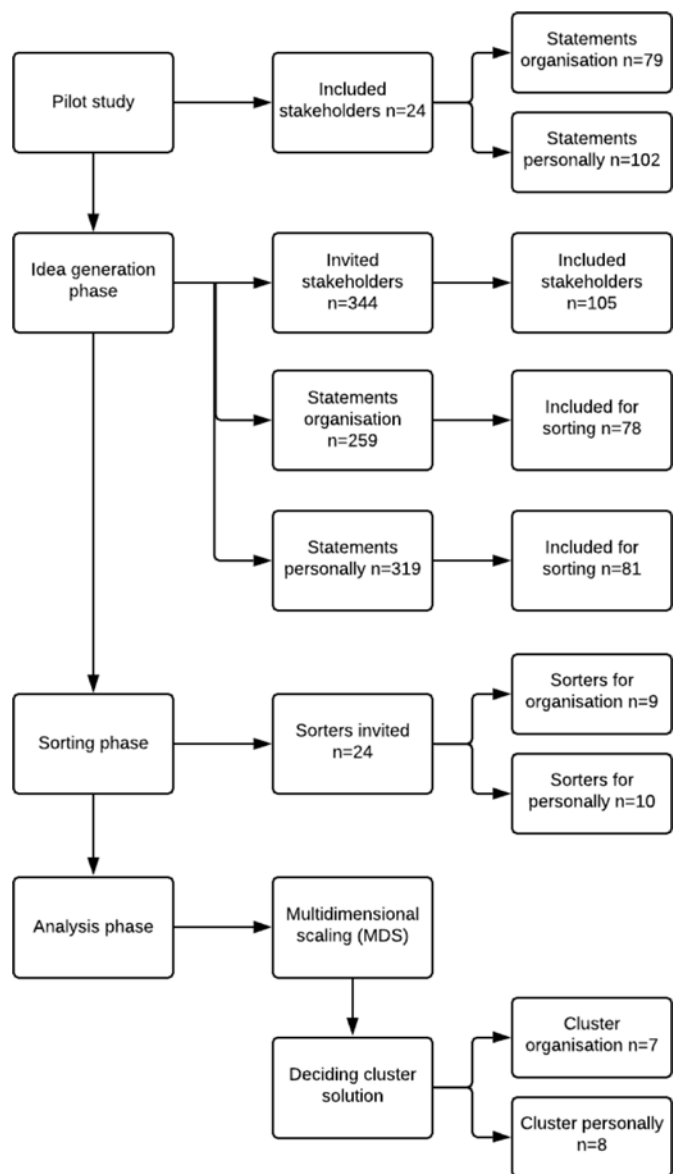 Pilot study
Included
stakeholders n=24
Statements
organisation n=79
Statements
personally n=102
Idea generation
phase
Invited
stakeholders
n=344
Included
stakeholders
n=105
Statements
organisation
n=259
Included for
sorting n=78
Statements
personally n=319
Included for
sorting n=81
Sorting phase
Sorters invited
n=24
Sorters for
organisation n=9
Sorters for
personally n=10
Analysis phase
Multidimensional
scaling (MDS)
Deciding cluster
solution
Cluster
organisation n=7
Cluster personally
n=8